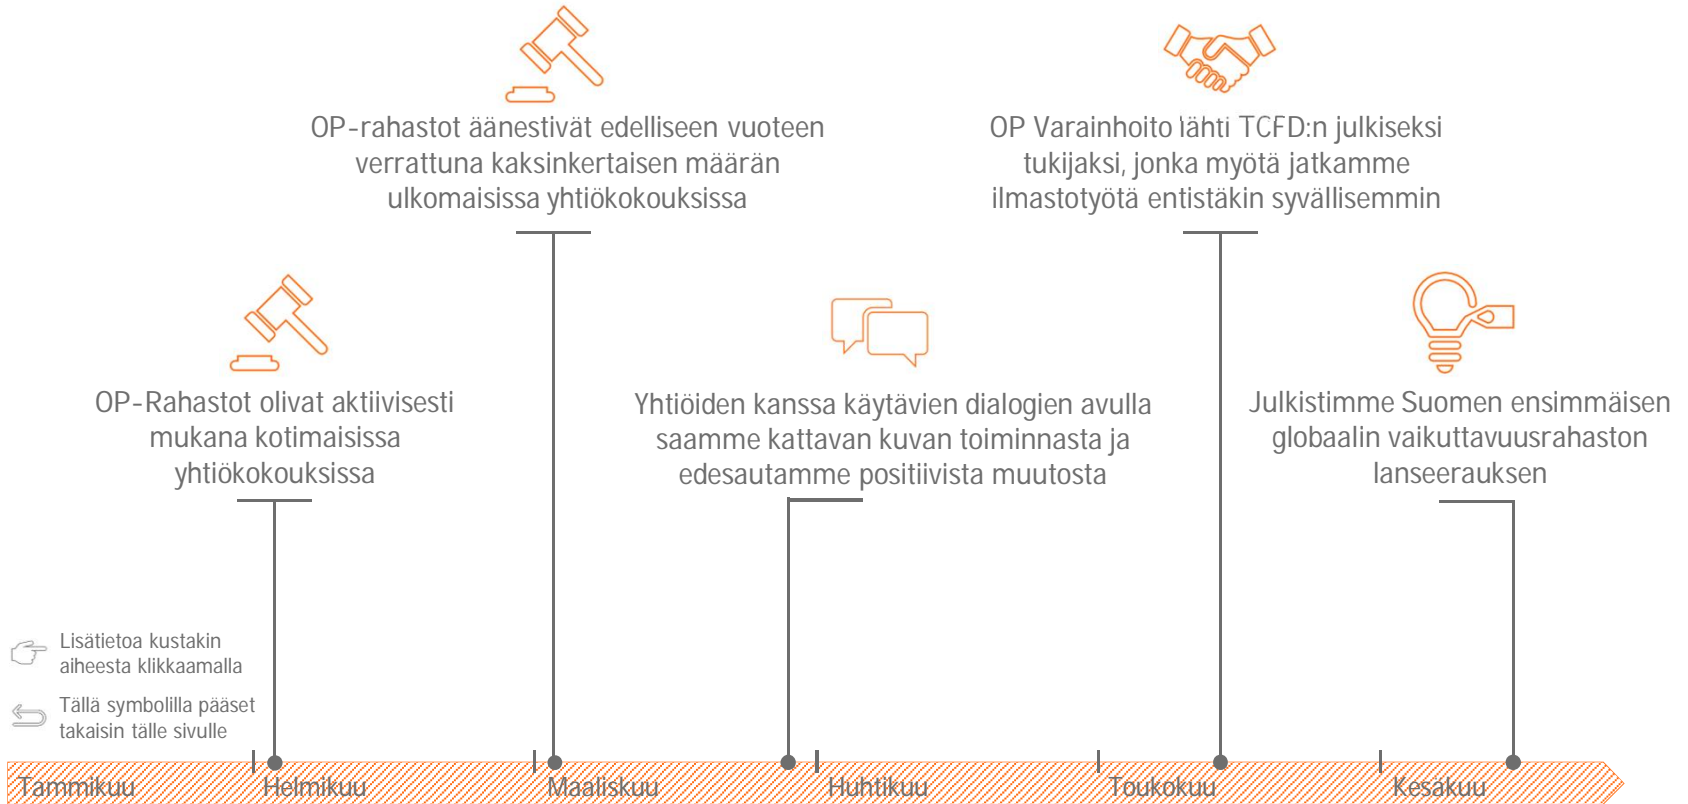 OP-rahastot äänestivät edelliseen vuoteen
verrattuna kaksinkertaisen määrän
ulkomaisissa yhtiökokouksissa
OP Varainhoito lähti TCFD:n julkiseksi
tukijaksi, jonka myötä jatkamme
ilmastotyötä entistäkin syvällisemmin
OP-Rahastot olivat aktiivisesti
mukana kotimaisissa
yhtiökokouksissa
Yhtiöiden kanssa käytävien dialogien avulla
saamme kattavan kuvan toiminnasta ja
edesautamme positiivista muutosta
Julkistimme Suomen ensimmäisen
globaalin vaikuttavuusrahaston
lanseerauksen
Lisätietoa kustakin
aiheesta klikkaamalla
Tällä symbolilla pääset
takaisin tälle sivulle
Tammikuu
Helmikuu
Maaliskuu
Huhtikuu
Toukokuu
Kesäkuu